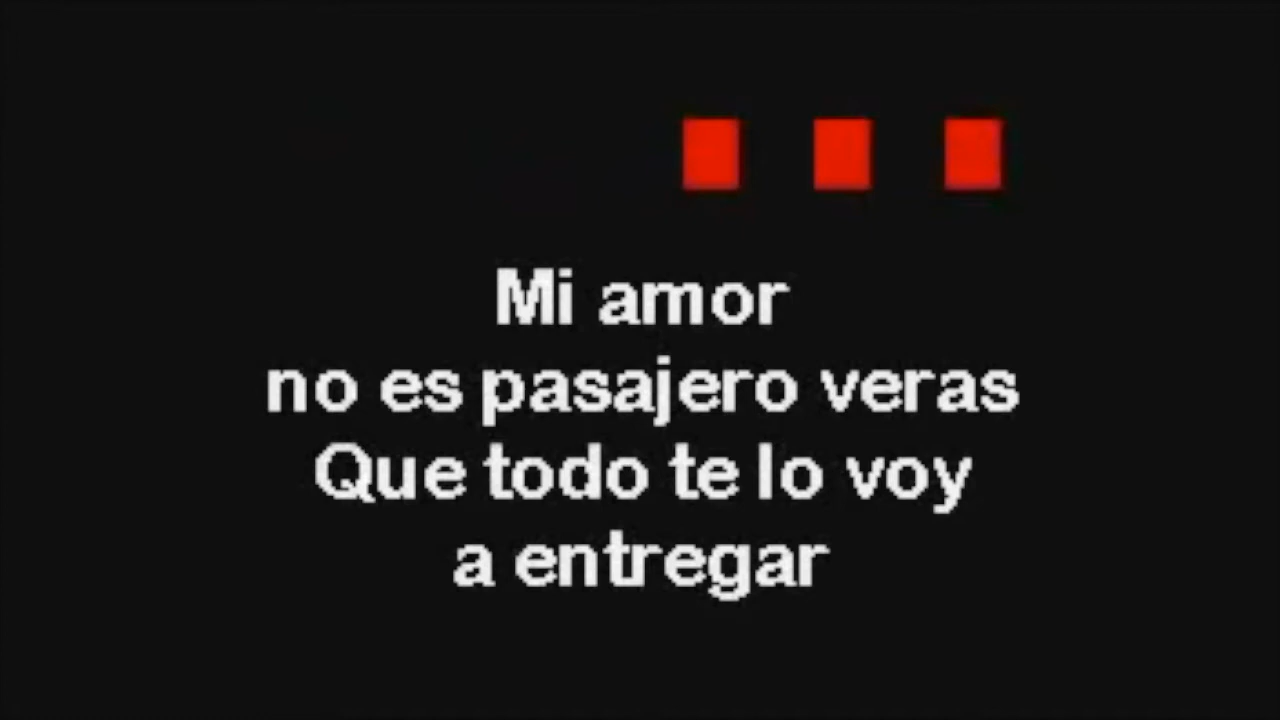 Mi amor
no es pasajero veras
Que todo te lo voy
a entregar